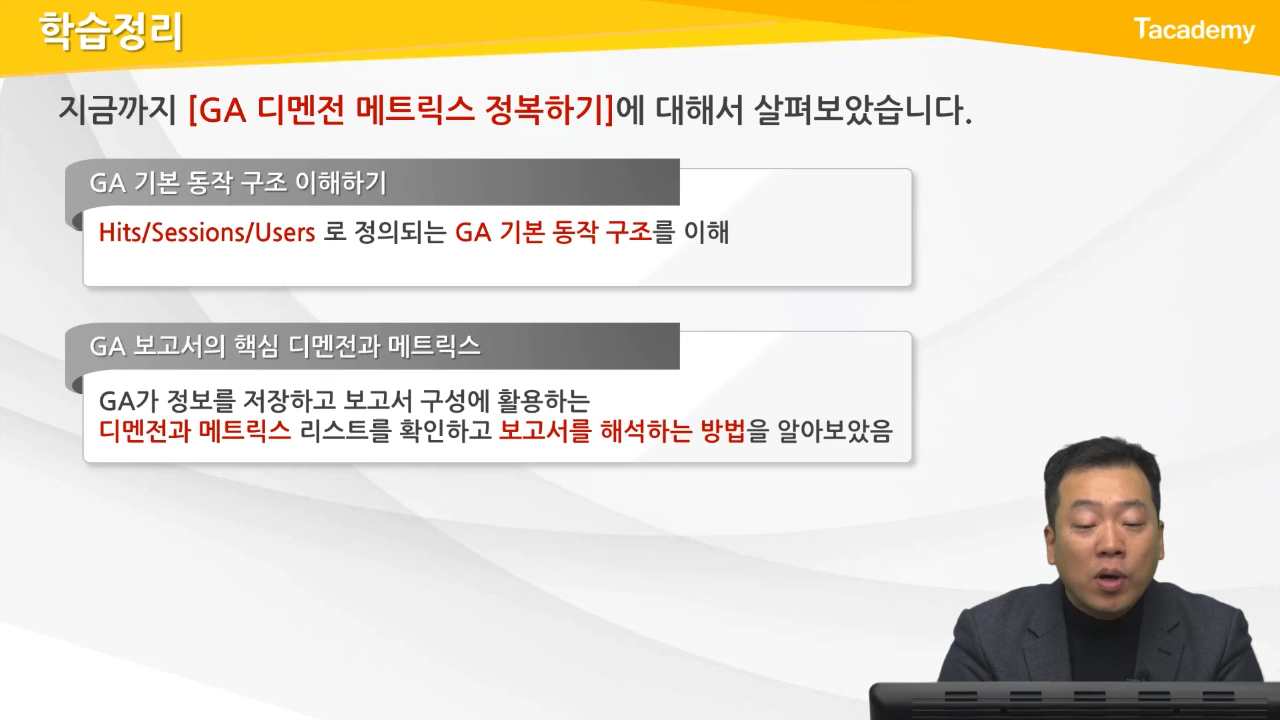 학습정리
Tacademy
지금까지 [GA 디멘전 메트릭스 정복하기]에 대해서 살펴보았습니다.
GA 기본 동작 구조 이해하기
Hits/Sessions/Users 로 정의되는 GA 기본 동작 구조를 이해
GA 보고서의 핵심 디멘전과 메트릭스
GA가 정보를 저장하고 보고서 구성에 활용하는
디멘전과 메트릭스 리스트를 확인하고 보고서를 해석하는 방법을 알아보았음